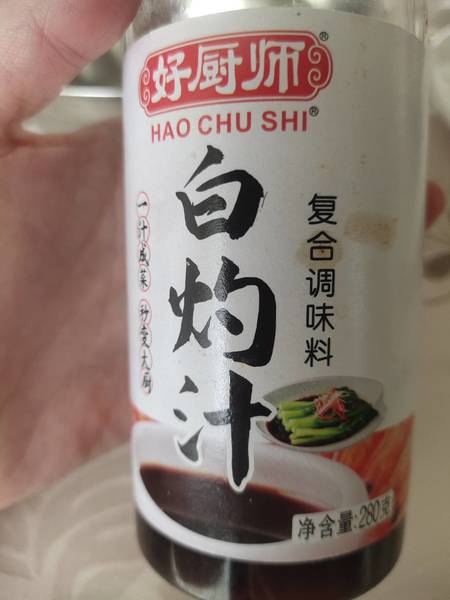 好厨师®
HAO CHU SHI®
白灼汁
复合调味料
一汁成菜 秒变大厨
净含量:280克